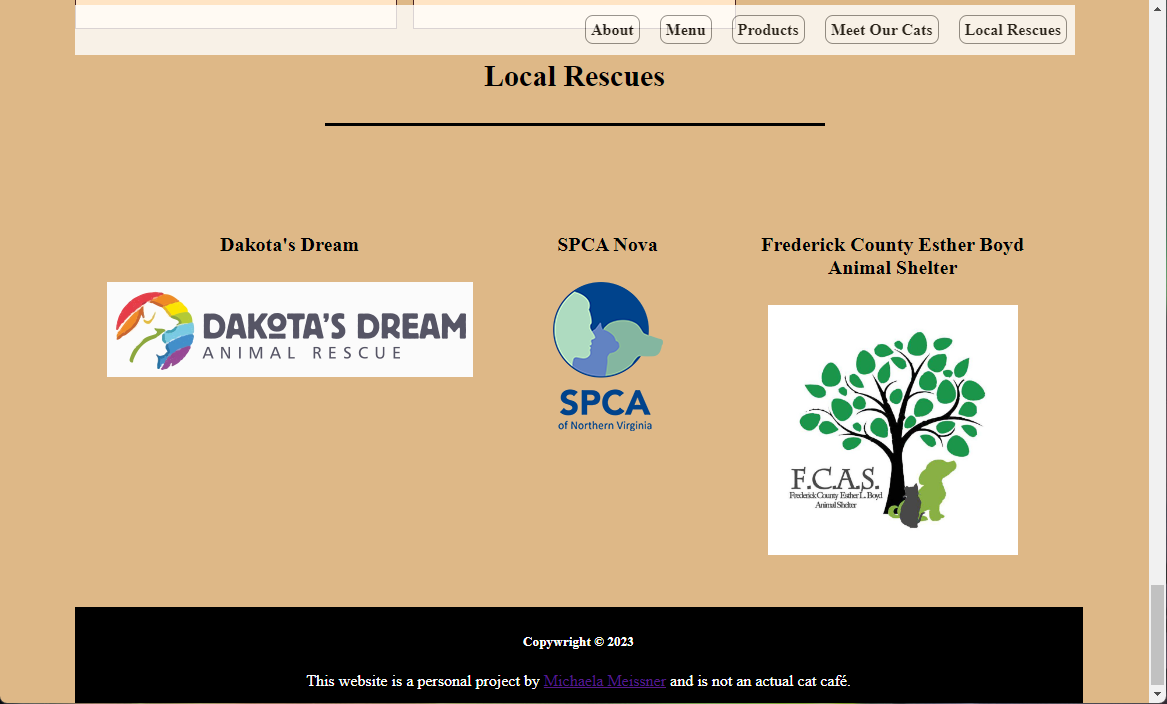 About Menu Products Meet Our Cats Local Rescues
Local Rescues
Dakota's Dream
SPCA Nova
Frederick County Esther Boyd
Animal Shelter
DAKOTA'S DREAM
ANIMAL RESCUE
SPCA
of Northern Virginia
F.C.A.S.
Frederick County Esther L. Boyd
Animal Shelter
Copywright © 2023
This website is a personal project by Michaela Meissner and is not an actual cat café.